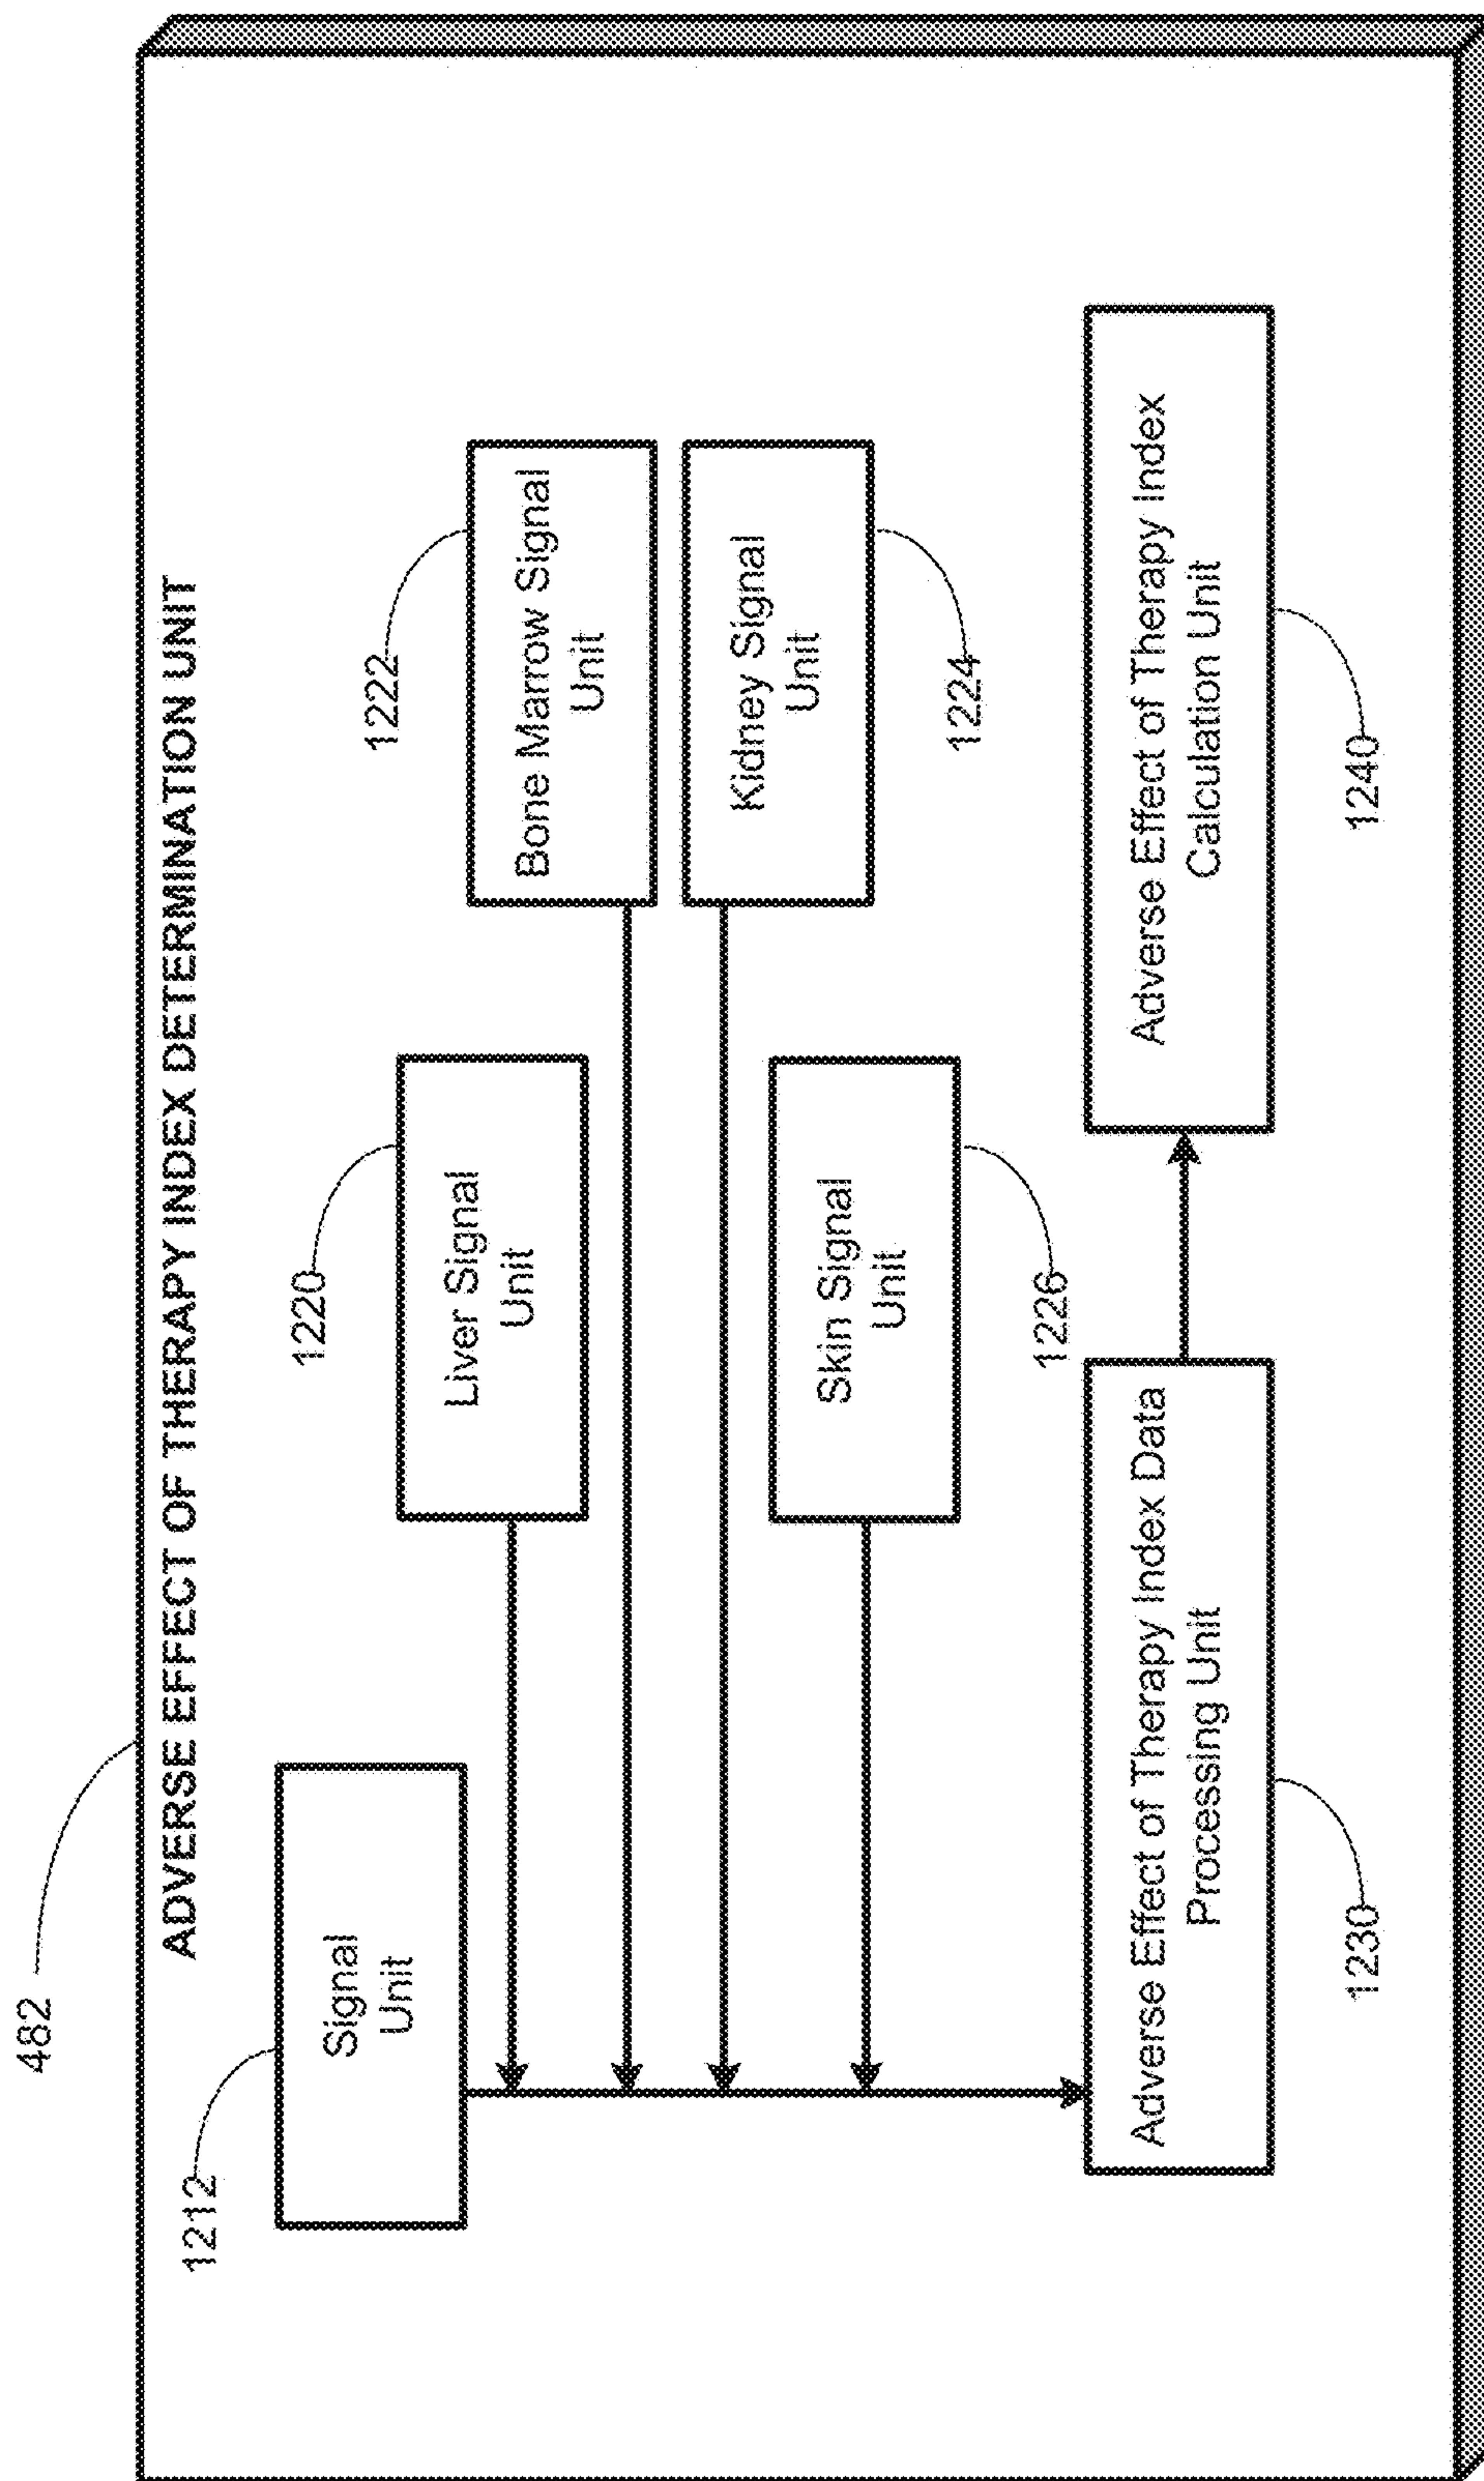 482
ADVERSE EFFECT OF THERAPY INDEX DETERMINATION UNIT
1212
Signal
Unit
1220
Liver Signal
Unit
1222
Bone Marrow Signal
Unit
Kidney Signal
Unit
1224
Skin Signal
Unit
1226
Adverse Effect of Therapy Index Data
Processing Unit
1230
Adverse Effect of Therapy Index
Calculation Unit
1240